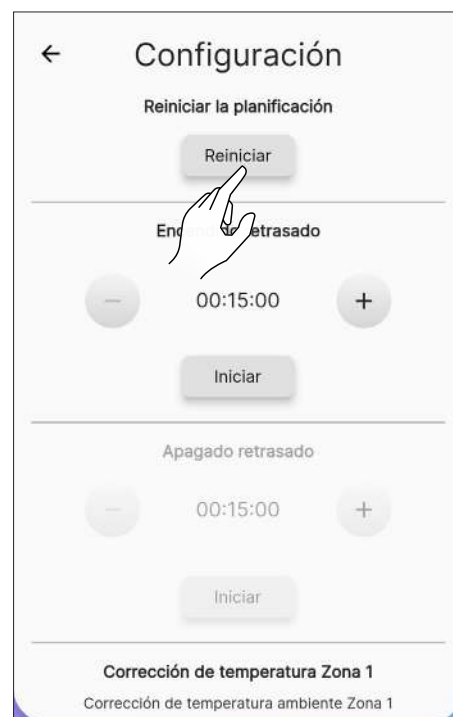 Configuración
Reiniciar la planificación
Reiniciar
retrasado
00:15:00
Iniciar
Apagado retrasado
00:15:00
Iniciar
Corrección de temperatura Zona 1
Corrección de temperatura ambiente Zona 1